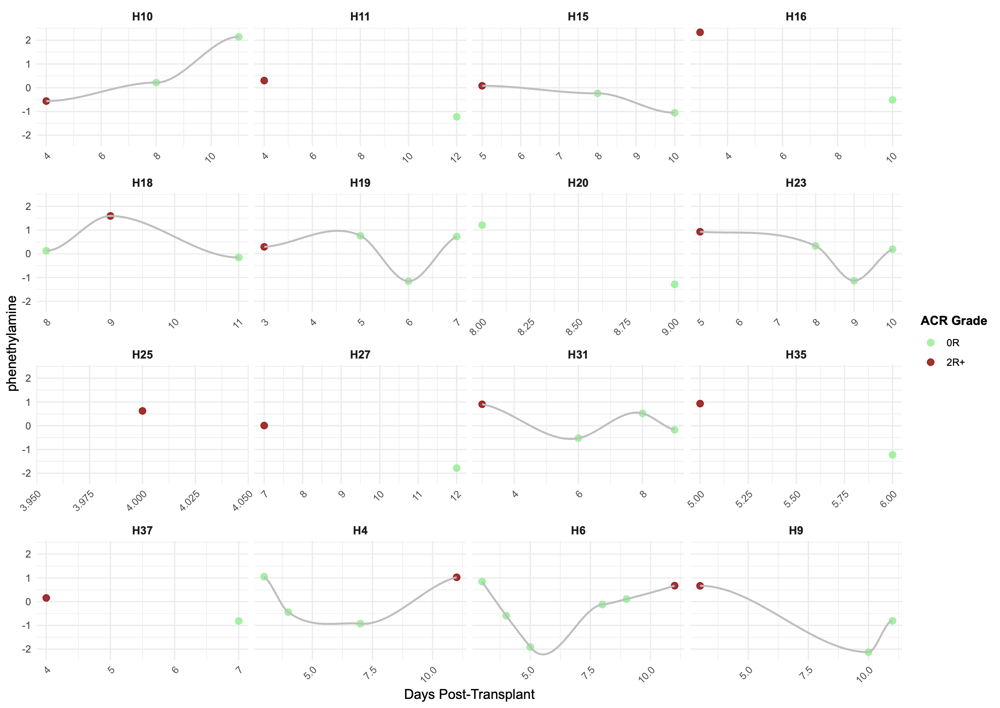 H10 H11 H15 H16
2
1
0
-1
-2
4 6 8 10 4 6 8 10 12 5 6 7 8 9 10 4 6 8 10
H18 H19 H20 H23
2
1
0
-1
-2
8 9 10 11 3 4 5 6 7 8.00 8.25 8.50 8.75 9.00 5 6 7 8 9 10
phenethylamine
ACR Grade
0R
2R+
H25 H27 H31 H35
2
1
0
-1
-2
3.950 3.975 4.000 4.025 4.050 7 8 9 10 11 12 4 6 8 5.00 5.25 5.50 5.75 6.00
H37 H4 H6 H9
2
1
0
-1
-2
4 5 6 7 5.0 7.5 10.0 5.0 7.5 10.0 5.0 7.5 10.0
Days Post-Transplant